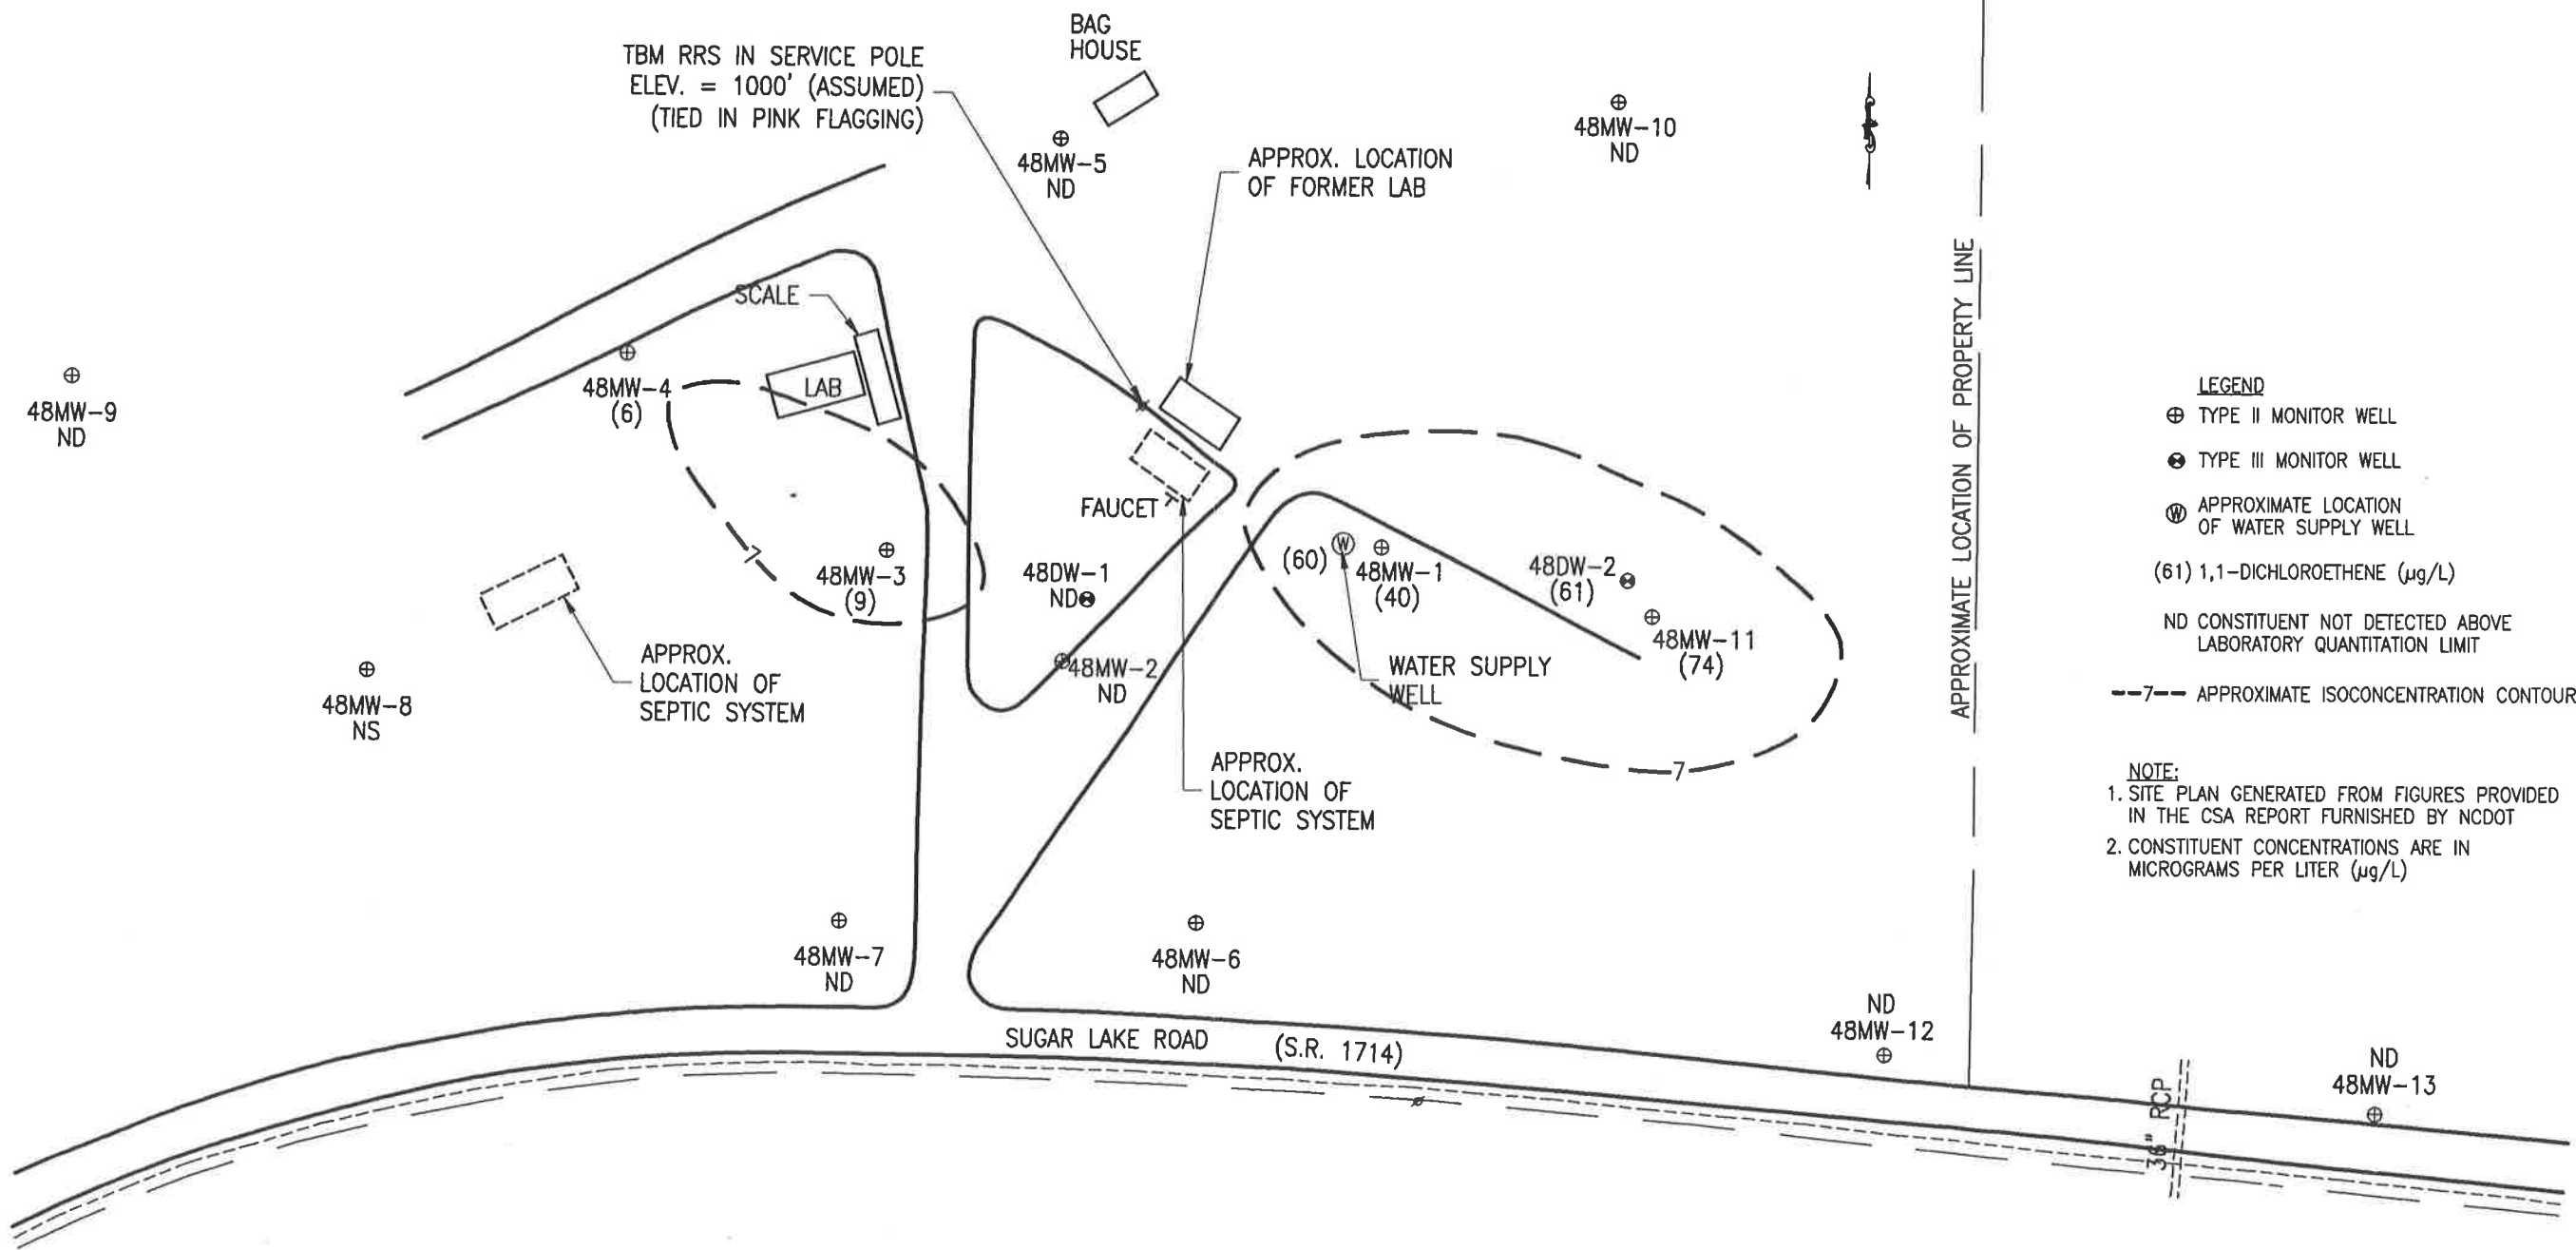 BAG
HOUSE
TBM RRS IN SERVICE POLE
ELEV. = 1000' (ASSUMED)
(TIED IN PINK FLAGGING)
48MW-5
ND
48MW-10
ND
APPROX. LOCATION
OF FORMER LAB
SCALE
LAB
48MW-4
(6)
48MW-9
ND
FAUCET
7
48MW-3
(9)
48DW-1
ND
48MW-2
ND
(60)
W
48MW-1
(40)
48DW-2
(61)
48MW-11
(74)
WATER SUPPLY
WELL
7
APPROX.
LOCATION OF
SEPTIC SYSTEM
48MW-8
NS
APPROX.
LOCATION OF
SEPTIC SYSTEM
48MW-7
ND
48MW-6
ND
APPROXIMATE LOCATION OF PROPERTY LINE
SUGAR LAKE ROAD (S.R. 1714)
ND
48MW-12
36" RCP
ND
48MW-13
LEGEND
TYPE II MONITOR WELL
TYPE III MONITOR WELL
W APPROXIMATE LOCATION
OF WATER SUPPLY WELL
(61) 1,1-DICHLOROETHENE (µg/L)
ND CONSTITUENT NOT DETECTED ABOVE
LABORATORY QUANTITATION LIMIT
--7-- APPROXIMATE ISOCONCENTRATION CONTOUR
NOTE:
1. SITE PLAN GENERATED FROM FIGURES PROVIDED
IN THE CSA REPORT FURNISHED BY NCDOT
2. CONSTITUENT CONCENTRATIONS ARE IN
MICROGRAMS PER LITER (µg/L)